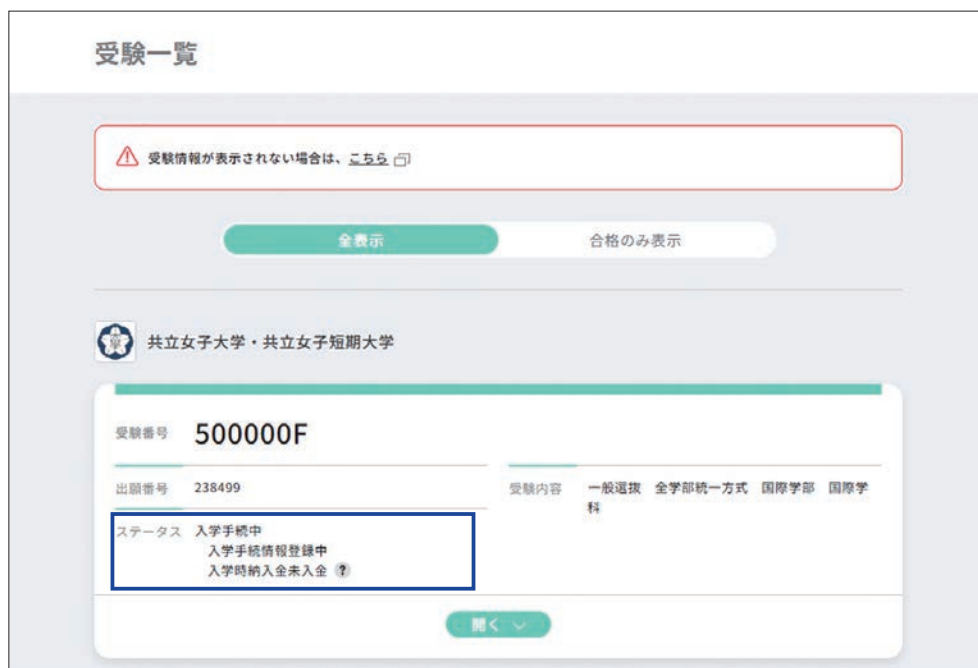 受験一覧
受験情報が表示されない場合は、こちら
全表示
合格のみ表示
共立女子大学・共立女子短期大学
受験番号 500000F
出願番号 238499
受験内容 一般選抜 全学部統一方式 国際学部 国際学
科
ステータス 入学手続中
入学手続情報登録中
入学時納入金未入金 ?
開く